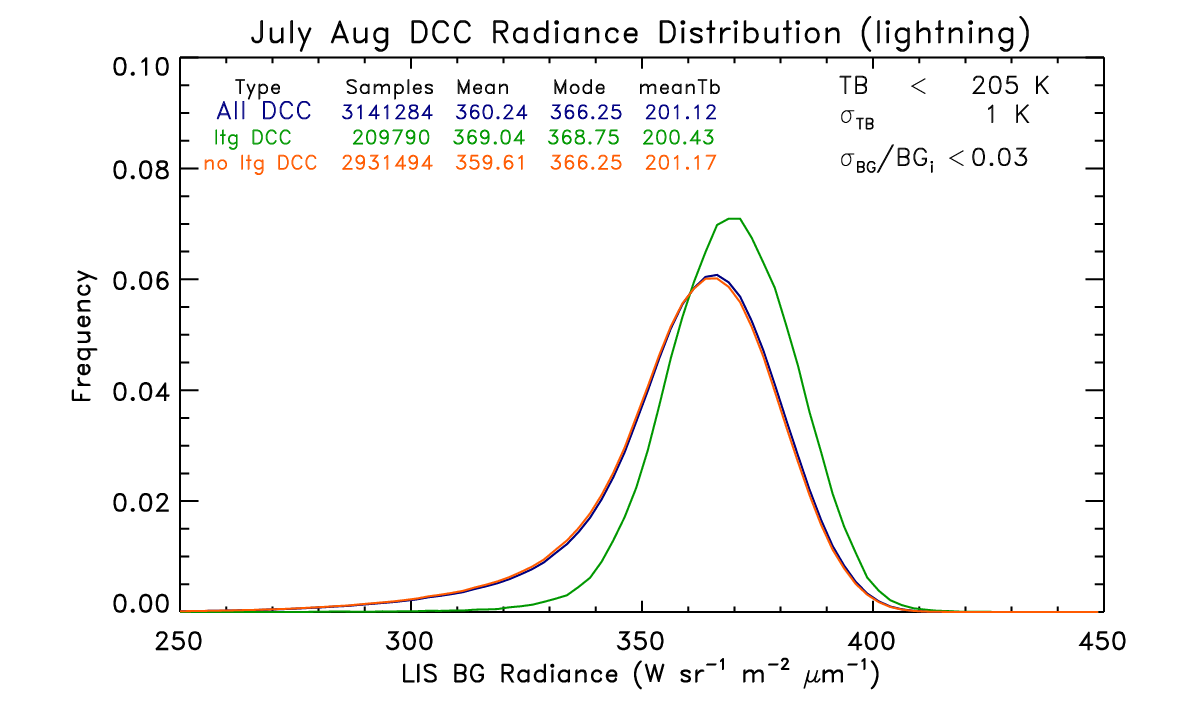 July Aug DCC Radiance Distribution (lightning)
Type Samples Mean Mode meanTb
All DCC 3141284 360.24 366.25 201.12
ltg DCC 209790 369.04 368.75 200.43
no ltg DCC 2931494 359.61 366.25 201.17
TB < 205 K
σTB 1 K
σBG/BGi <0.03
0.10
0.08
0.06
0.04
0.02
0.00
Frequency
250 300 350 400 450
LIS BG Radiance (W sr⁻¹ m⁻² μm⁻¹)